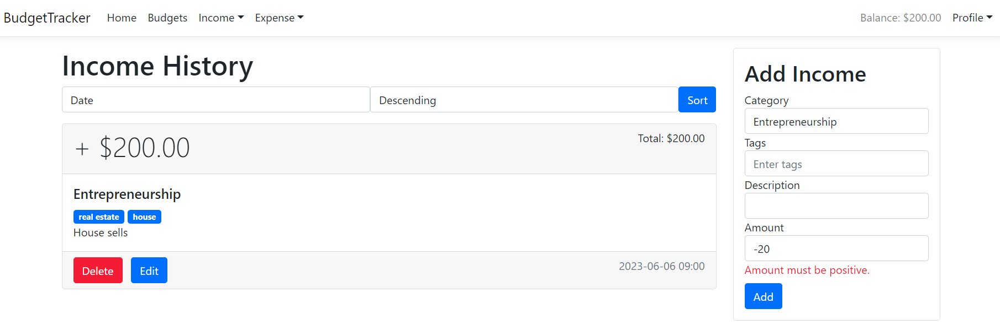 BudgetTracker Home Budgets Income Expense Balance: $200.00 Profile
Income History
Date Descending Sort
+ $200.00 Total: $200.00
Entrepreneurship
real estate house
House sells
Delete Edit 2023-06-06 09:00
Add Income
Category
Entrepreneurship
Tags
Enter tags
Description
Amount
-20
Amount must be positive.
Add